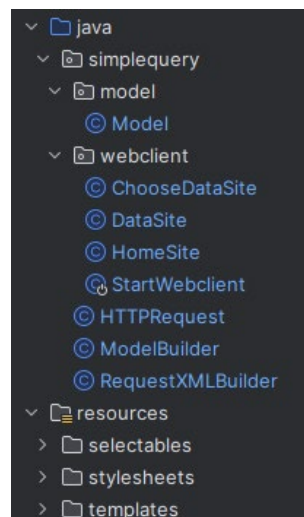 java
simplequery
model
Model
webclient
ChooseDataSite
DataSite
HomeSite
StartWebclient
HTTPRequest
ModelBuilder
RequestXMLBuilder
resources
selectables
stylesheets
templates